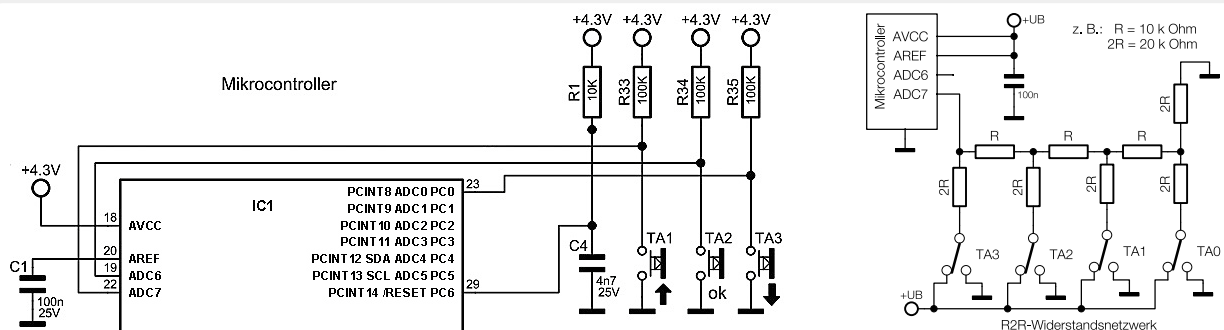 +4.3V +4.3V +4.3V +4.3V
Mikrocontroller
R1 10K
R33 100K
R34 100K
R35 100K
+4.3V
IC1
18 AVCC
20 AREF
19 ADC6
22 ADC7
C1
100n
25V
PCINT8 ADC0 PC0 23
PCINT9 ADC1 PC1
PCINT10 ADC2 PC2
PCINT11 ADC3 PC3
PCINT12 SDA ADC4 PC4
PCINT13 SCL ADC5 PC5
PCINT14 /RESET PC6 29
C4
4n7
25V
TA1
TA2
TA3
ok
Mikrocontroller
AVCC
AREF
ADC6
ADC7
+UB
100n
z. B.: R = 10 k Ohm
2R = 20 k Ohm
2R
R R R
2R 2R 2R 2R
TA3 TA2 TA1 TA0
+UB
R2R-Widerstandsnetzwerk